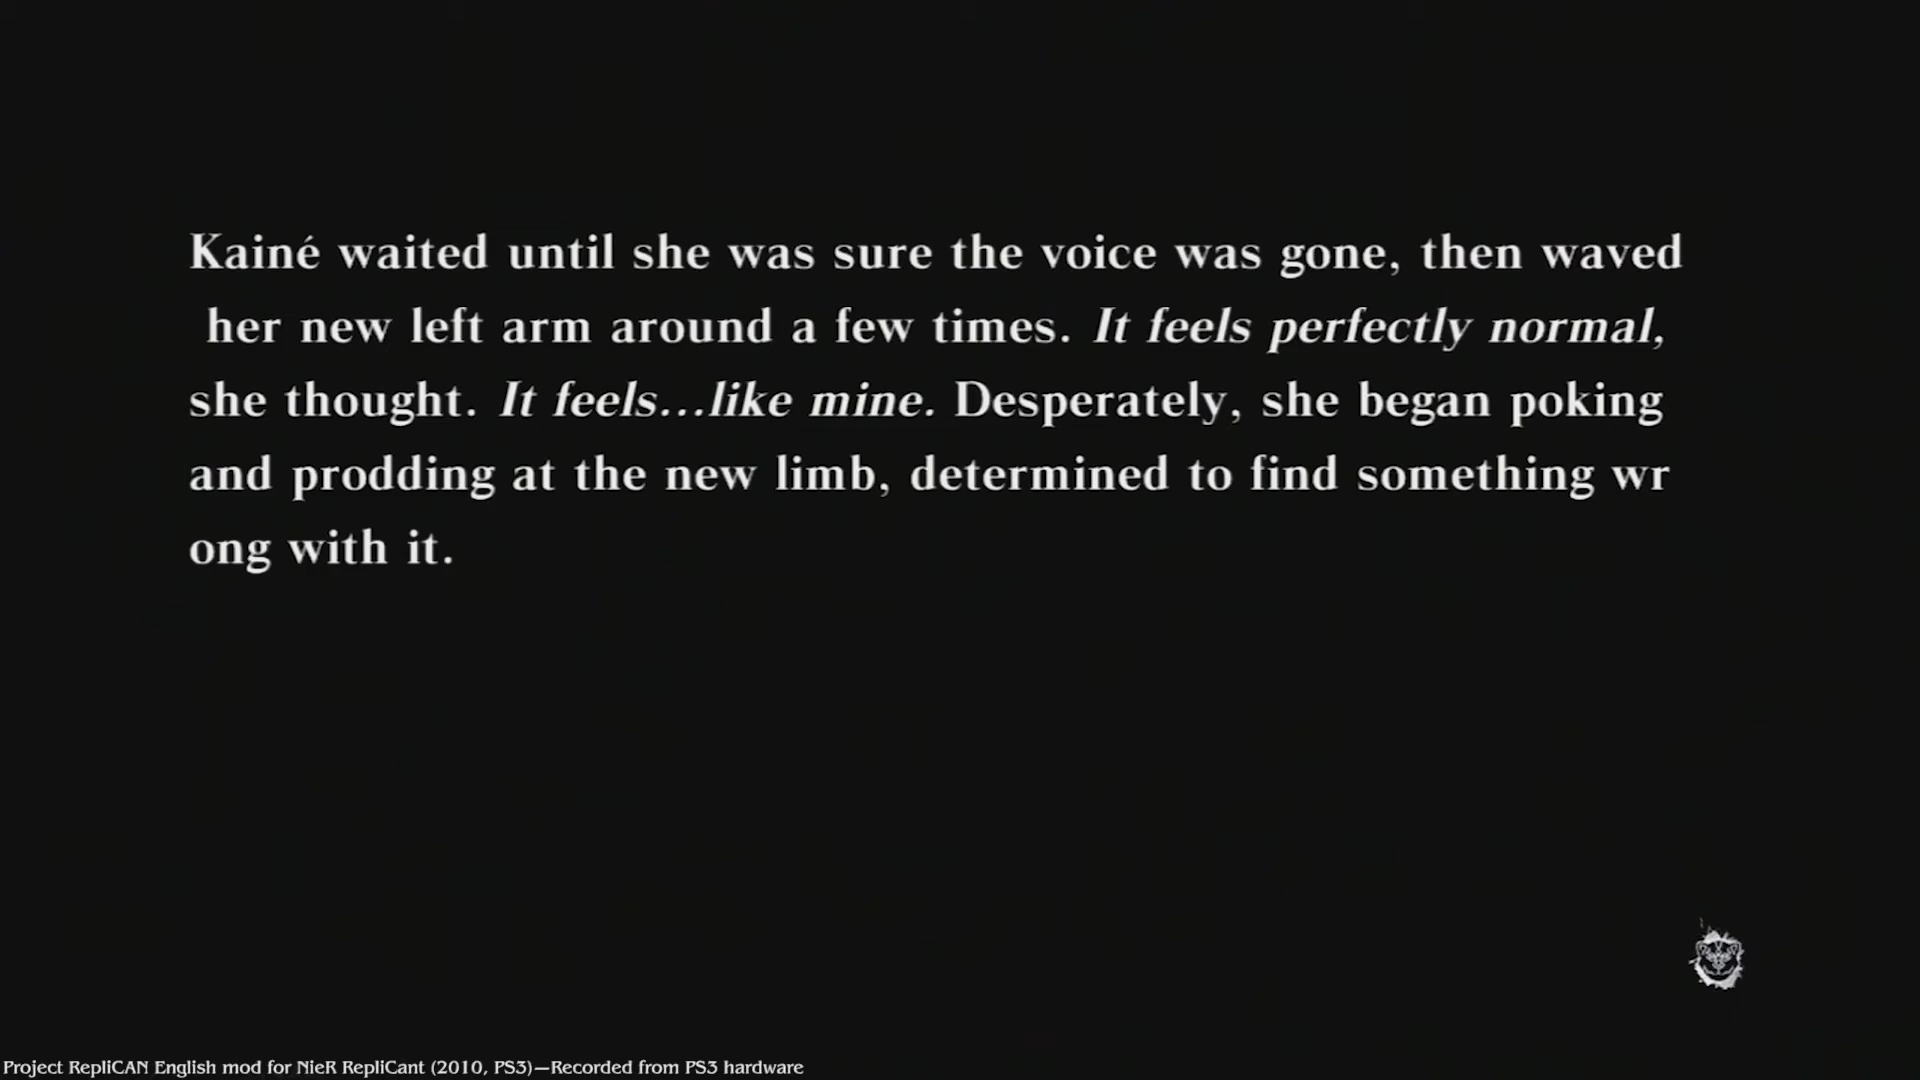 Kainé waited until she was sure the voice was gone, then waved
her new left arm around a few times. It feels perfectly normal,
she thought. It feels...like mine. Desperately, she began poking
and prodding at the new limb, determined to find something wr
ong with it.
Project RepliCAN English mod for NieR RepliCant (2010, PS3)—Recorded from PS3 hardware